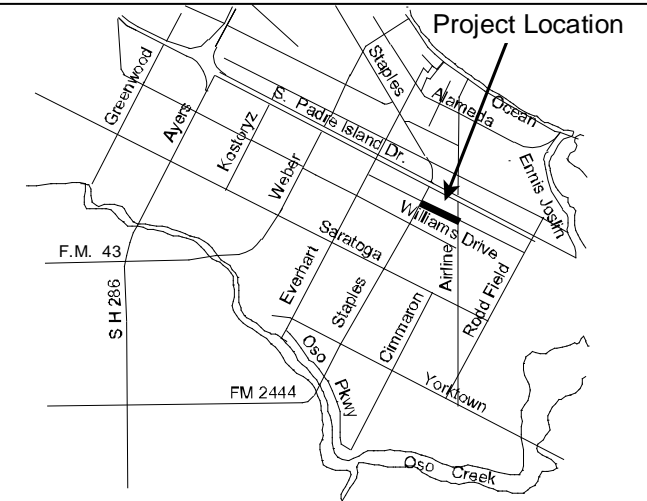 Project Location
Staples
Greenwood
Alameda
Ocean
Ayers
Kostoryz
S. Padre Island Dr.
Weber
Ennis Joslin
Williams Drive
Saratoga
Airline
F.M. 43
Everhart
Rodd Field
S H 286
Staples
Cimmaron
Oso
Pkwy
Yorktown
FM 2444
Oso Creek